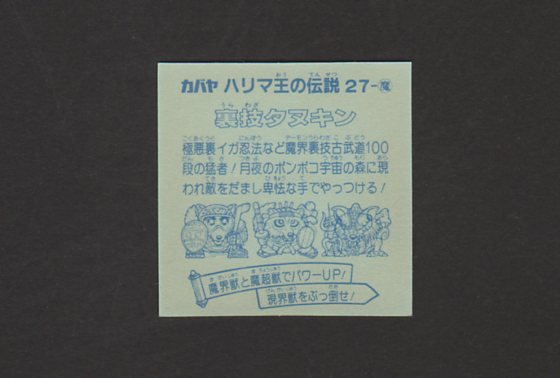 カバヤ ハリマ王の伝説 27-魔
裏技タヌキン
極悪裏イガ忍法など魔界裏技古武道100
段の猛者!月夜のポンポコ宇宙の森に現
われ敵をだまし卑怯な手でやっつける!
魔界獣と魔超獣でパワーUP!
現界獣をぶっ倒せ!